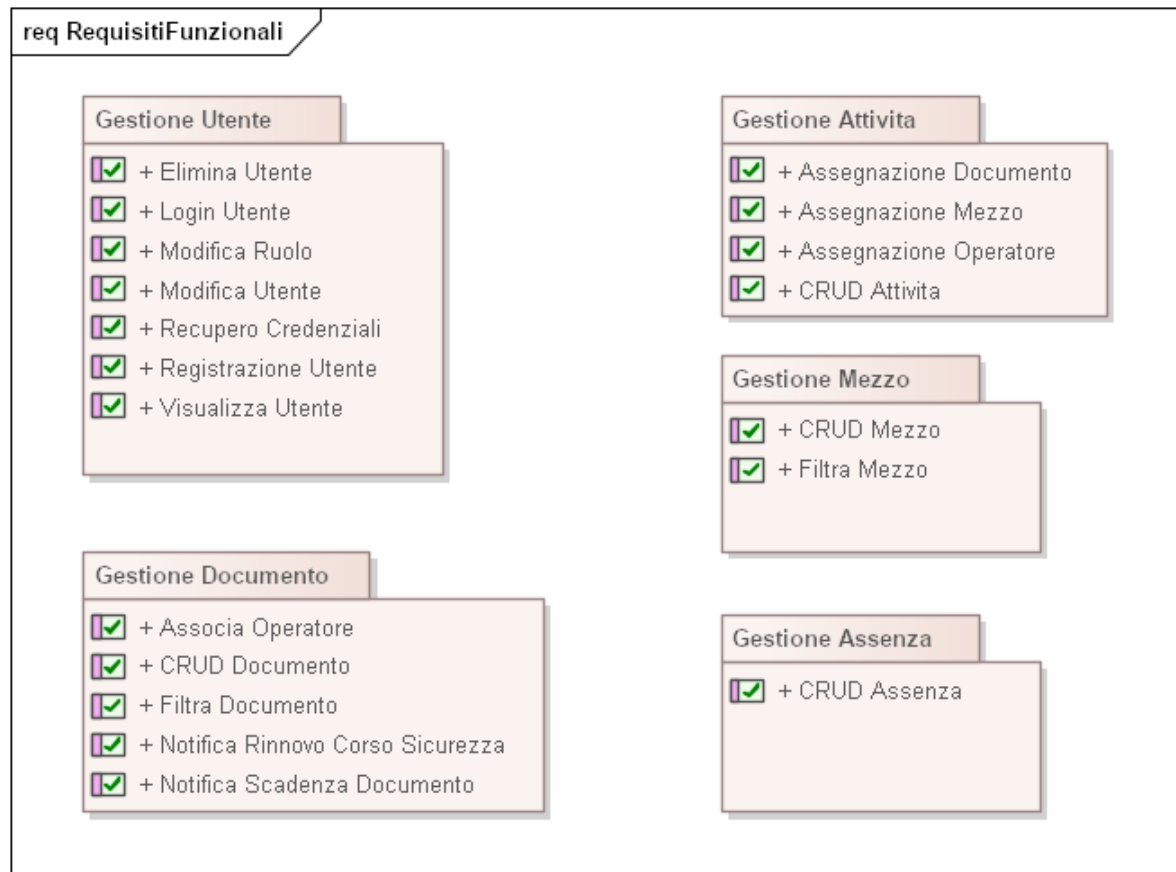 req RequisitiFunzionali
Gestione Utente
+ Elimina Utente
+ Login Utente
+ Modifica Ruolo
+ Modifica Utente
+ Recupero Credenziali
+ Registrazione Utente
+ Visualizza Utente
Gestione Documento
+ Associa Operatore
+ CRUD Documento
+ Filtra Documento
+ Notifica Rinnovo Corso Sicurezza
+ Notifica Scadenza Documento
Gestione Attivita
+ Assegnazione Documento
+ Assegnazione Mezzo
+ Assegnazione Operatore
+ CRUD Attivita
Gestione Mezzo
+ CRUD Mezzo
+ Filtra Mezzo
Gestione Assenza
+ CRUD Assenza